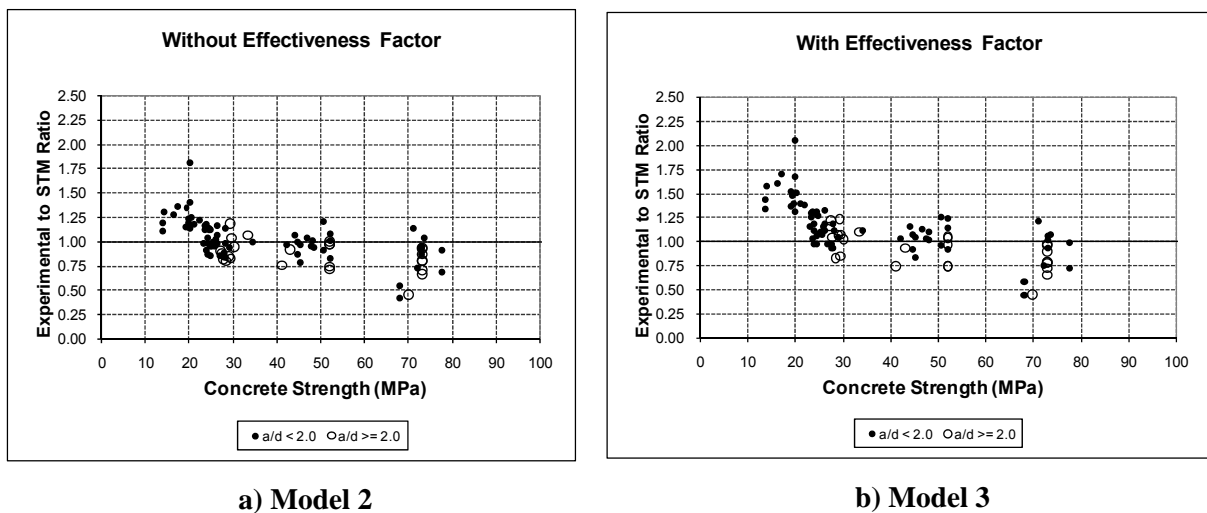 Without Effectiveness Factor
Experimental to STM Ratio
2.50
2.25
2.00
1.75
1.50
1.25
1.00
0.75
0.50
0.25
0.00
0 10 20 30 40 50 60 70 80 90 100
Concrete Strength (MPa)
a/d < 2.0 a/d >= 2.0
a) Model 2
With Effectiveness Factor
Experimental to STM Ratio
2.50
2.25
2.00
1.75
1.50
1.25
1.00
0.75
0.50
0.25
0.00
0 10 20 30 40 50 60 70 80 90 100
Concrete Strength (MPa)
a/d < 2.0 a/d >= 2.0
b) Model 3